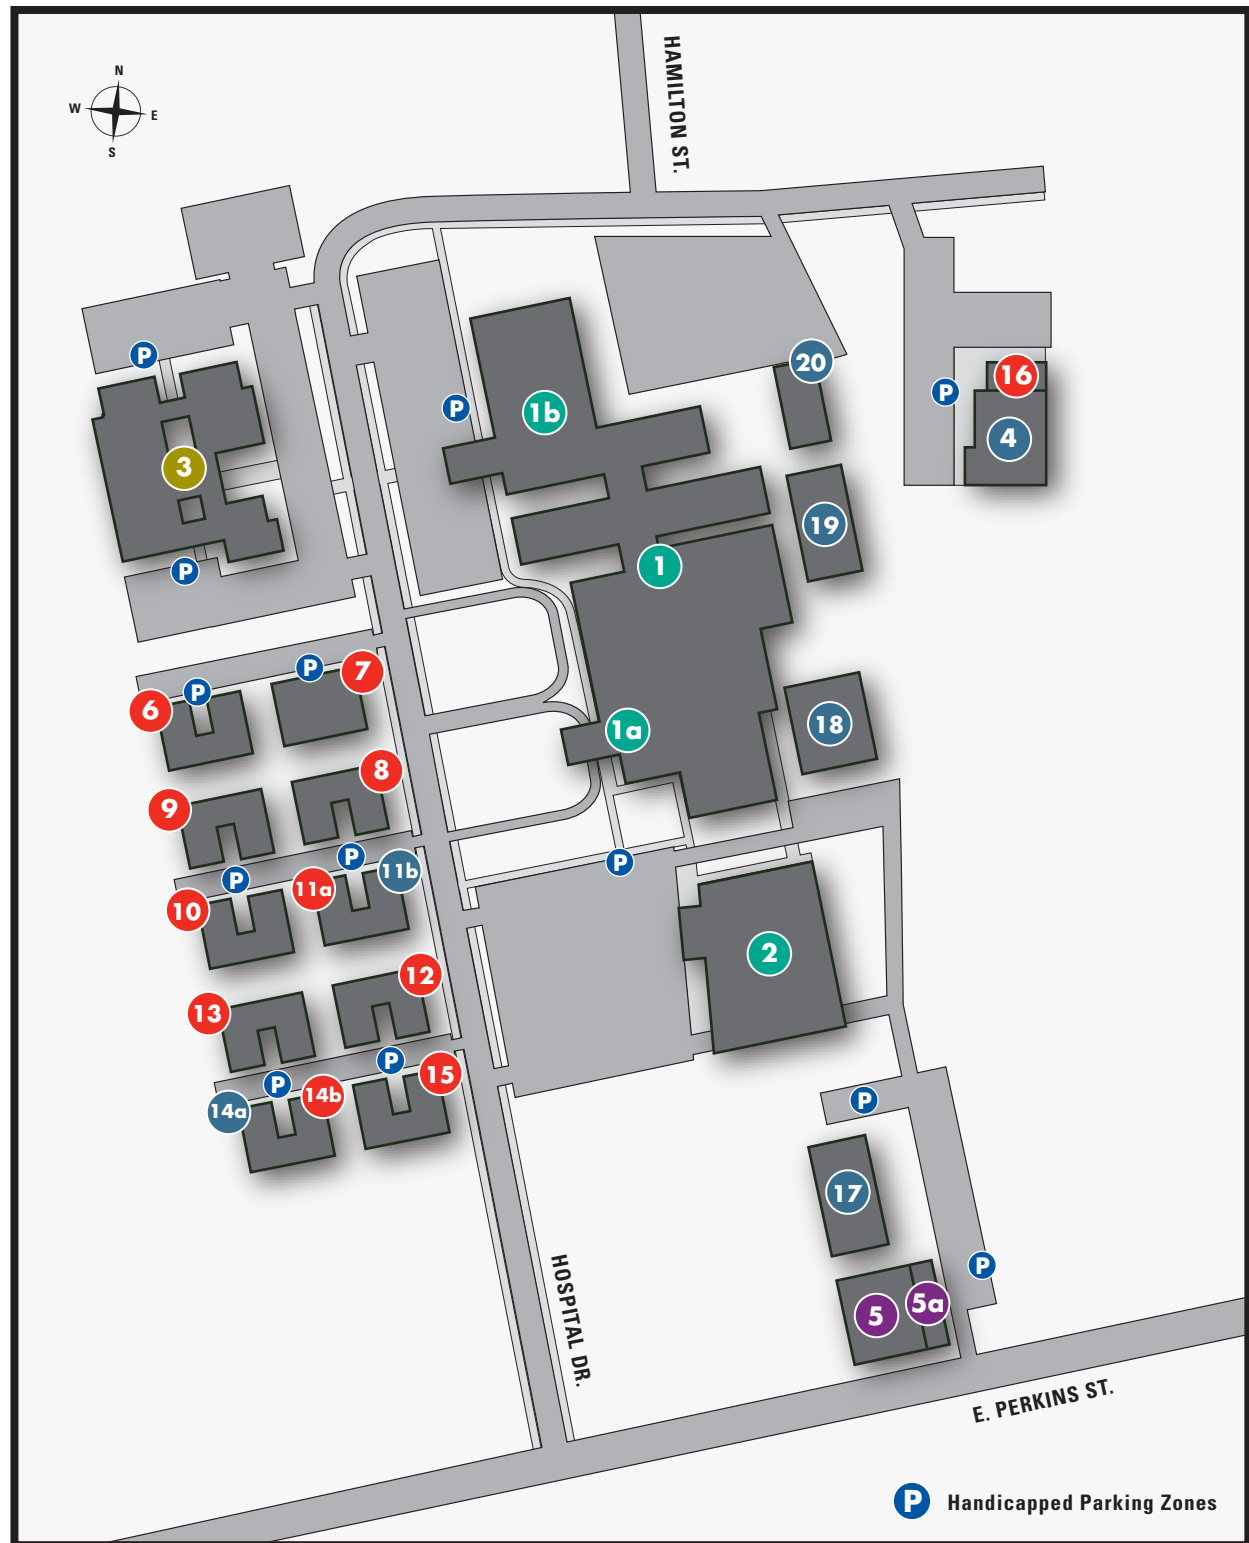 N
W E
S
HAMILTON ST.
P
P
20
16
P
1b
P
4
3
19
1
P
P
7
P
6
18
1a
8
9
P
11b
P
P
11a
10
2
12
13
P
15
P
14b
P
14a
17
P
HOSPITAL DR.
5a
5
E. PERKINS ST.
P Handicapped Parking Zones